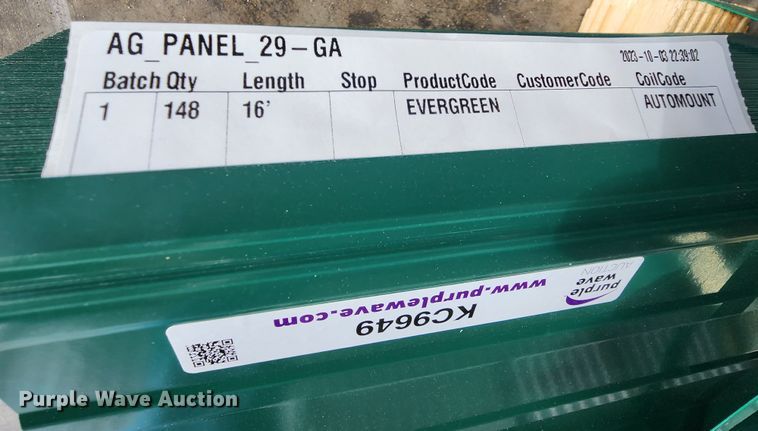 AG_PANEL_29-GA
2023-10-03 22:39:02
Batch Qty Length Stop ProductCode CustomerCode CoilCode
1 148 16' EVERGREEN AUTOMOUNT
purple wave
AUCTION
www.purplewave.com
KC9649
Purple Wave Auction